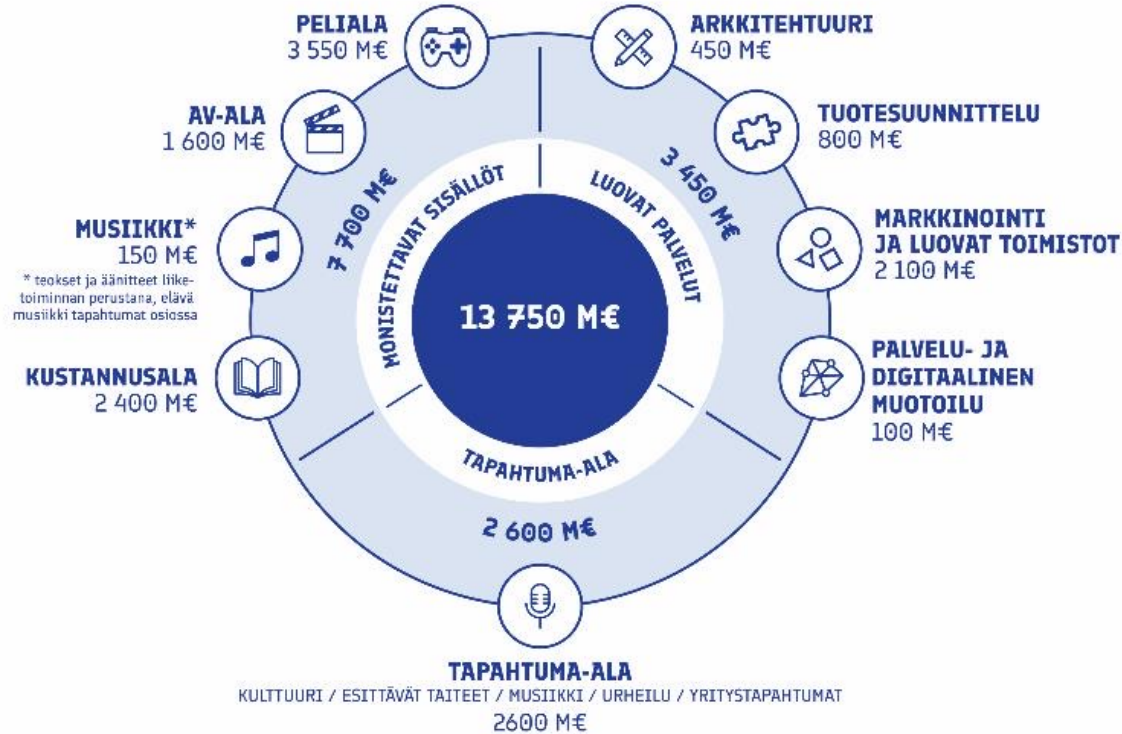 PELIALA
3 550 M€
ARKKITEHTUURI
450 M€
AV-ALA
1 600 M€
TUOTESUUNNITTELU
800 M€
MUSIIKKI*
150 M€
* teokset ja äänitteet liike-
toiminnan perustana, elävä
musiikki tapahtumat osiossa
MARKKINOINTI
JA LUOVAT TOIMISTOT
2 100 M€
KUSTANNUSALA
2 400 M€
PALVELU- JA
DIGITAALINEN
MUOTOILU
100 M€
7 700 M€
MONISTETTAVAT SISÄLLÖT
LUOVAT PALVELUT
3 450 M€
13 750 M€
TAPAHTUMA-ALA
2 600 M€
TAPAHTUMA-ALA
KULTTUURI / ESITTÄVÄT TAITEET / MUSIIKKI / URHEILU / YRITYSTAPAHTUMAT
2600 M€